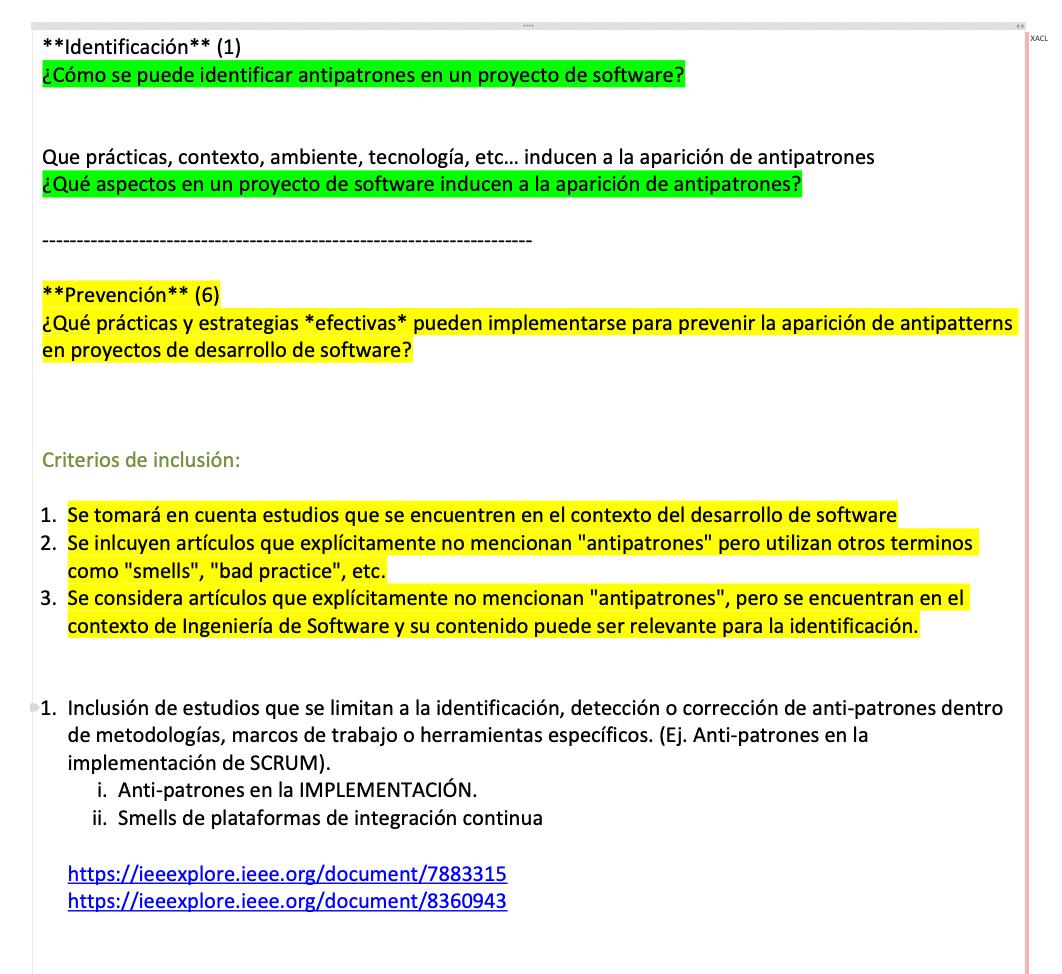 XACL
**Identificación** (1)
¿Cómo se puede identificar antipatrones en un proyecto de software?
Que prácticas, contexto, ambiente, tecnología, etc... inducen a la aparición de antipatrones
¿Qué aspectos en un proyecto de software inducen a la aparición de antipatrones?
-----------------------------------------------------------------------
**Prevención** (6)
¿Qué prácticas y estrategias *efectivas* pueden implementarse para prevenir la aparición de antipatterns
en proyectos de desarrollo de software?
Criterios de inclusión:
1. Se tomará en cuenta estudios que se encuentren en el contexto del desarrollo de software
2. Se inlcuyen artículos que explícitamente no mencionan "antipatrones" pero utilizan otros terminos
como "smells", "bad practice", etc.
3. Se considera artículos que explícitamente no mencionan "antipatrones", pero se encuentran en el
contexto de Ingeniería de Software y su contenido puede ser relevante para la identificación.
1. Inclusión de estudios que se limitan a la identificación, detección o corrección de anti-patrones dentro
de metodologías, marcos de trabajo o herramientas específicos. (Ej. Anti-patrones en la
implementación de SCRUM).
i. Anti-patrones en la IMPLEMENTACIÓN.
ii. Smells de plataformas de integración continua
https://ieeexplore.ieee.org/document/7883315
https://ieeexplore.ieee.org/document/8360943